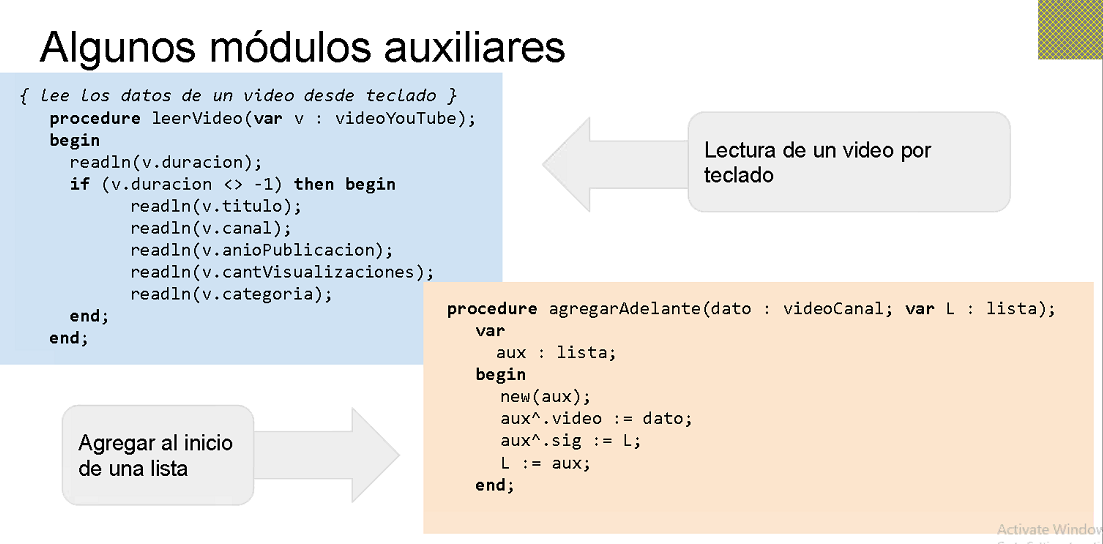 Algunos módulos auxiliares
{ lee los datos de un video desde teclado }
procedure leerVideo(var v : videoYouTube);
begin
readln(v.duracion);
if (v.duracion <> -1) then begin
readln(v.titulo);
readln(v.canal);
readln(v.anioPublicacion);
readln(v.cantVisualizaciones);
readln(v.categoria);
end;
end;
Lectura de un video por
teclado
procedure agregarAdelante(dato : videoCanal; var L : lista);
var
aux : lista;
begin
new(aux);
aux^.video := dato;
aux^.sig := L;
L := aux;
end;
Agregar al inicio
de una lista
Activate Window